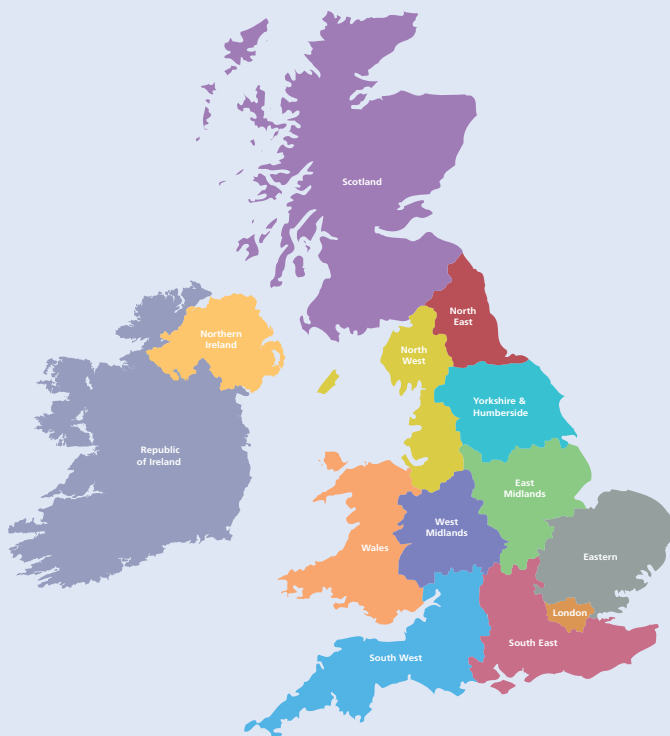 Scotland
North
East
Northern
Ireland
North
West
Yorkshire &
Humberside
Republic
of Ireland
East
Midlands
West
Midlands
Wales
Eastern
London
South East
South West